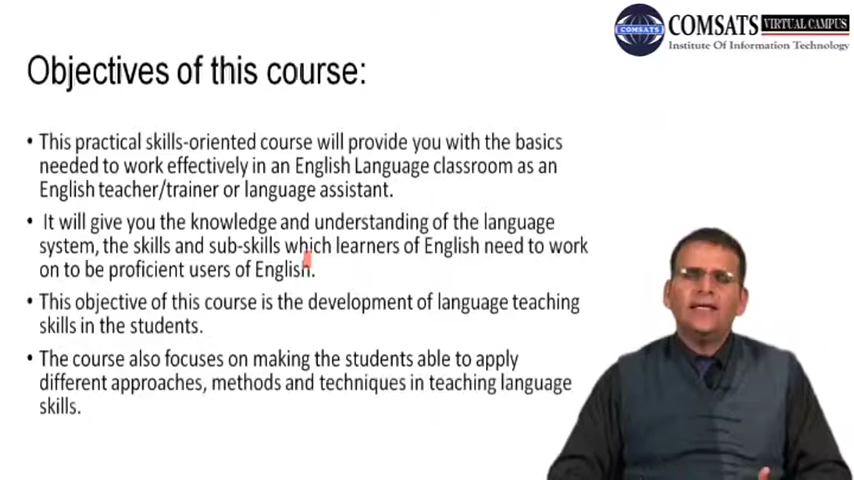 COMSATS VIRTUAL CAMPUS
Institute Of Information Technology
COMSATS
Objectives of this course:
• This practical skills-oriented course will provide you with the basics
needed to work effectively in an English Language classroom as an
English teacher/trainer or language assistant.
• It will give you the knowledge and understanding of the language
system, the skills and sub-skills which learners of English need to work
on to be proficient users of English.
• This objective of this course is the development of language teaching
skills in the students.
• The course also focuses on making the students able to apply
different approaches, methods and techniques in teaching language
skills.